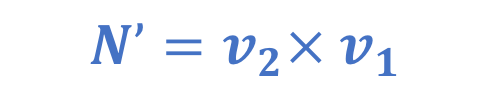 N’ = v₂ × v₁